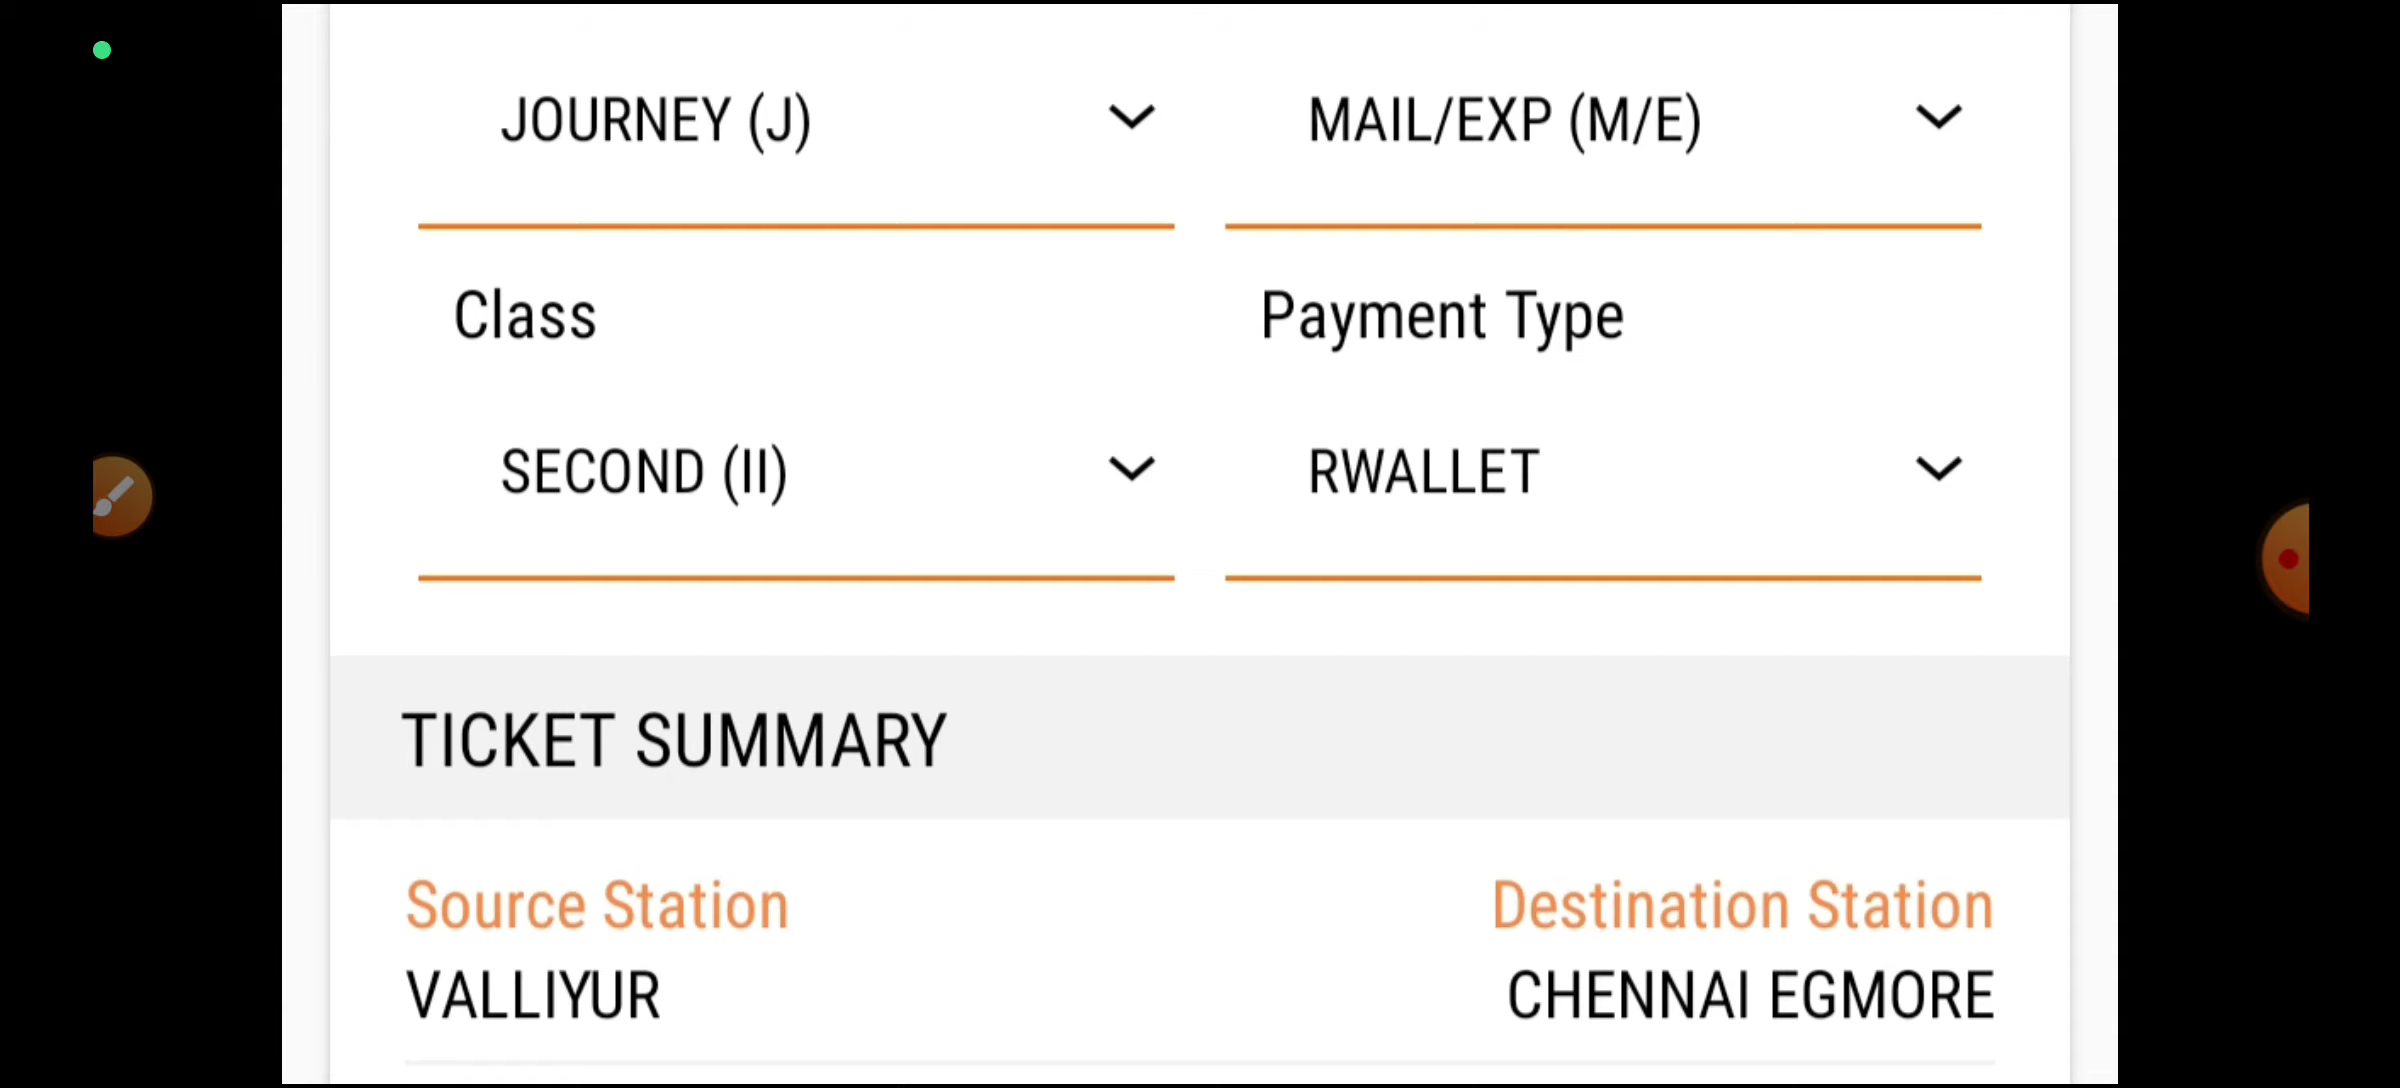 JOURNEY (J) MAIL/EXP (M/E)
Class Payment Type
SECOND (II) RWALLET
TICKET SUMMARY
Source Station Destination Station
VALLIYUR CHENNAI EGMORE